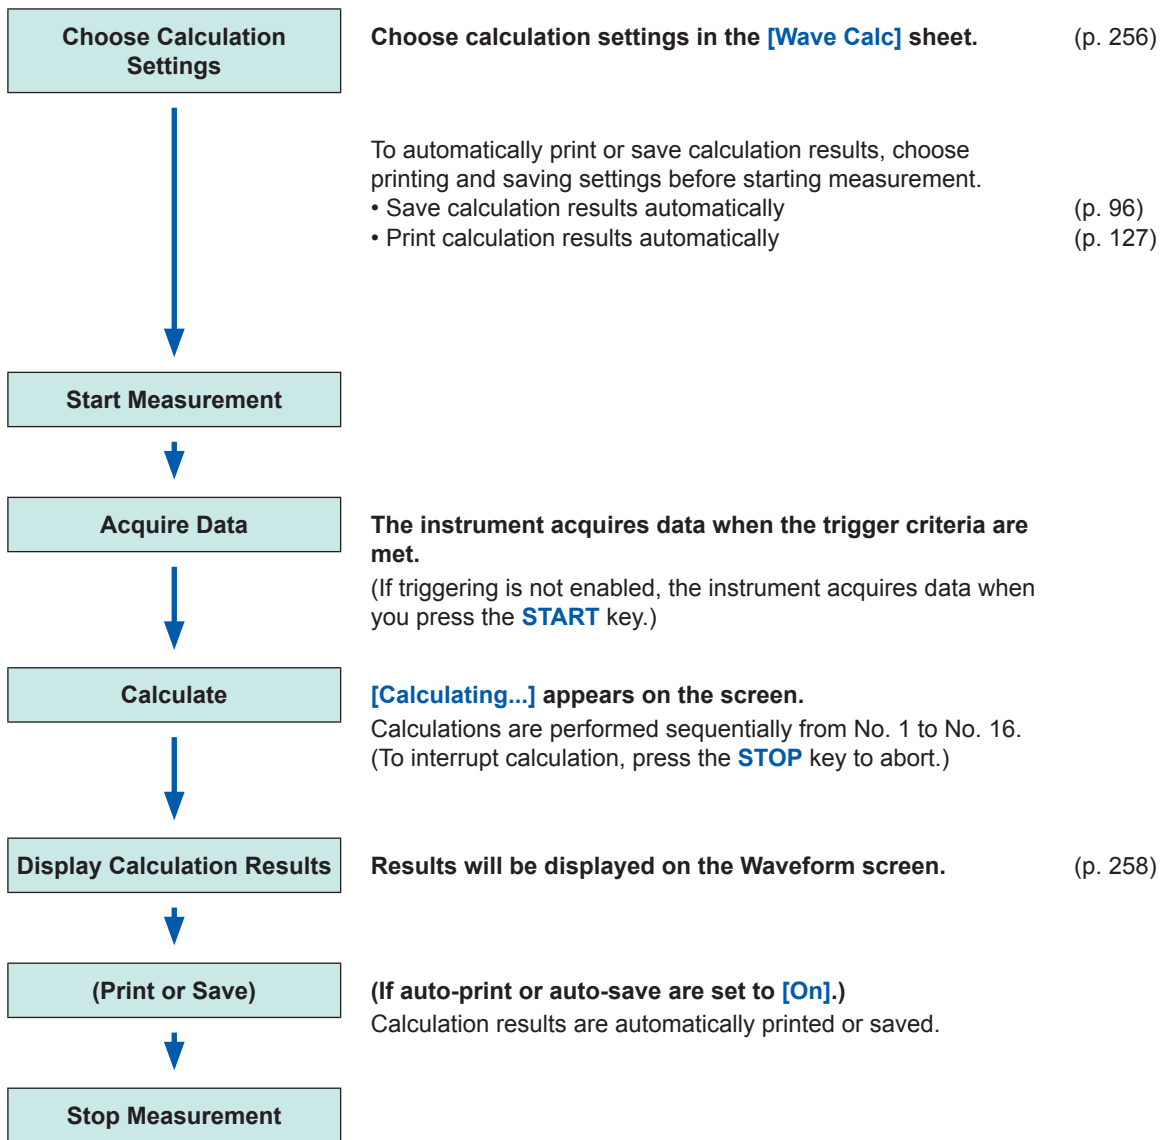 Choose Calculation
Settings
Choose calculation settings in the [Wave Calc] sheet. (p. 256)
To automatically print or save calculation results, choose
printing and saving settings before starting measurement.
• Save calculation results automatically (p. 96)
• Print calculation results automatically (p. 127)
Start Measurement
Acquire Data
The instrument acquires data when the trigger criteria are
met.
(If triggering is not enabled, the instrument acquires data when
you press the START key.)
Calculate
[Calculating...] appears on the screen.
Calculations are performed sequentially from No. 1 to No. 16.
(To interrupt calculation, press the STOP key to abort.)
Display Calculation Results
Results will be displayed on the Waveform screen. (p. 258)
(Print or Save)
(If auto-print or auto-save are set to [On].)
Calculation results are automatically printed or saved.
Stop Measurement